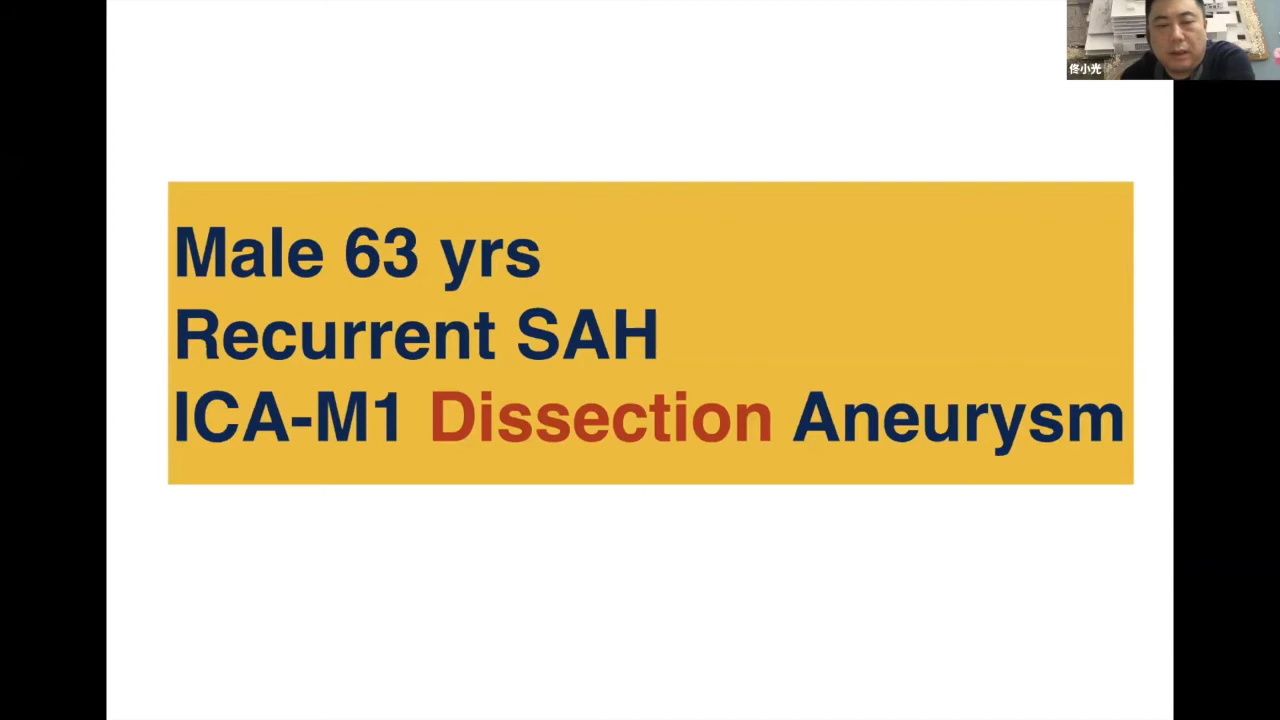 佟小光
Male 63 yrs
Recurrent SAH
ICA-M1 Dissection Aneurysm